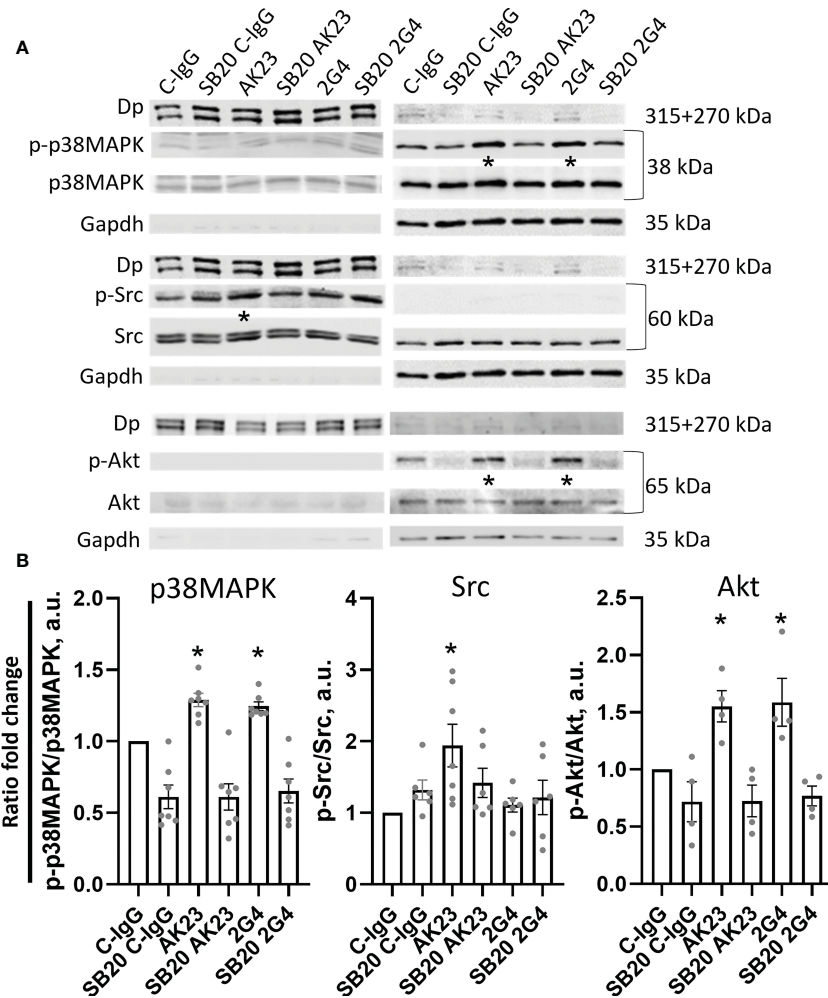 A
C-IgG SB20 C-IgG AK23 SB20 AK23 2G4 SB20 2G4 C-IgG SB20 C-IgG AK23 SB20 AK23 2G4 SB20 2G4
Dp 315+270 kDa
p-p38MAPK
* *
38 kDa
p38MAPK
Gapdh 35 kDa
Dp 315+270 kDa
p-Src
*
60 kDa
Src
Gapdh 35 kDa
Dp 315+270 kDa
p-Akt
* *
65 kDa
Akt
Gapdh 35 kDa
B
Ratio fold change
p38MAPK
p-p38MAPK/p38MAPK, a.u.
2.0
1.5
1.0
0.5
0.0
* *
C-IgG SB20 C-IgG AK23 SB20 AK23 2G4 SB20 2G4
Src
p-Src/Src, a.u.
4
3
2
1
0
*
C-IgG SB20 C-IgG AK23 SB20 AK23 2G4 SB20 2G4
Akt
p-Akt/Akt, a.u.
2.5
2.0
1.5
1.0
0.5
0.0
* *
C-IgG SB20 C-IgG AK23 SB20 AK23 2G4 SB20 2G4